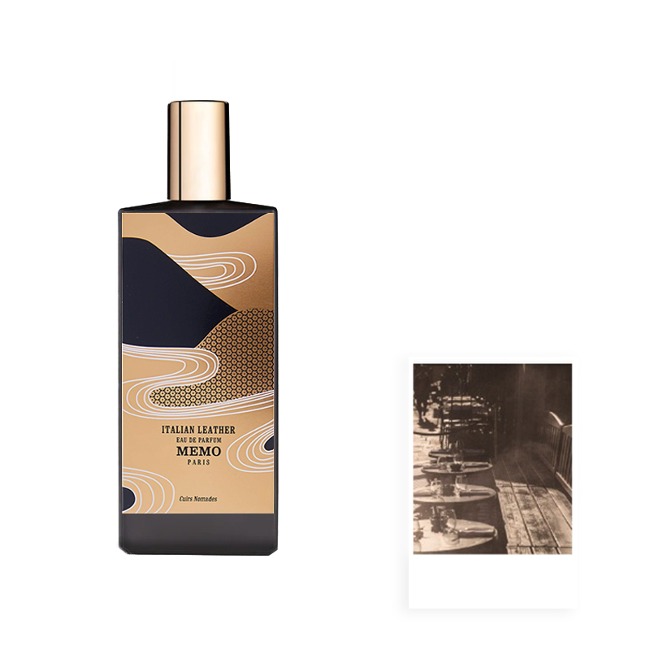 ITALIAN LEATHER
EAU DE PARFUM
MEMO
PARIS
Cuirs Nomades